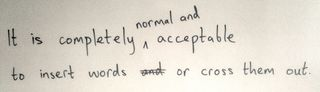 It is completely normal and acceptable
to insert words and or cross them out.